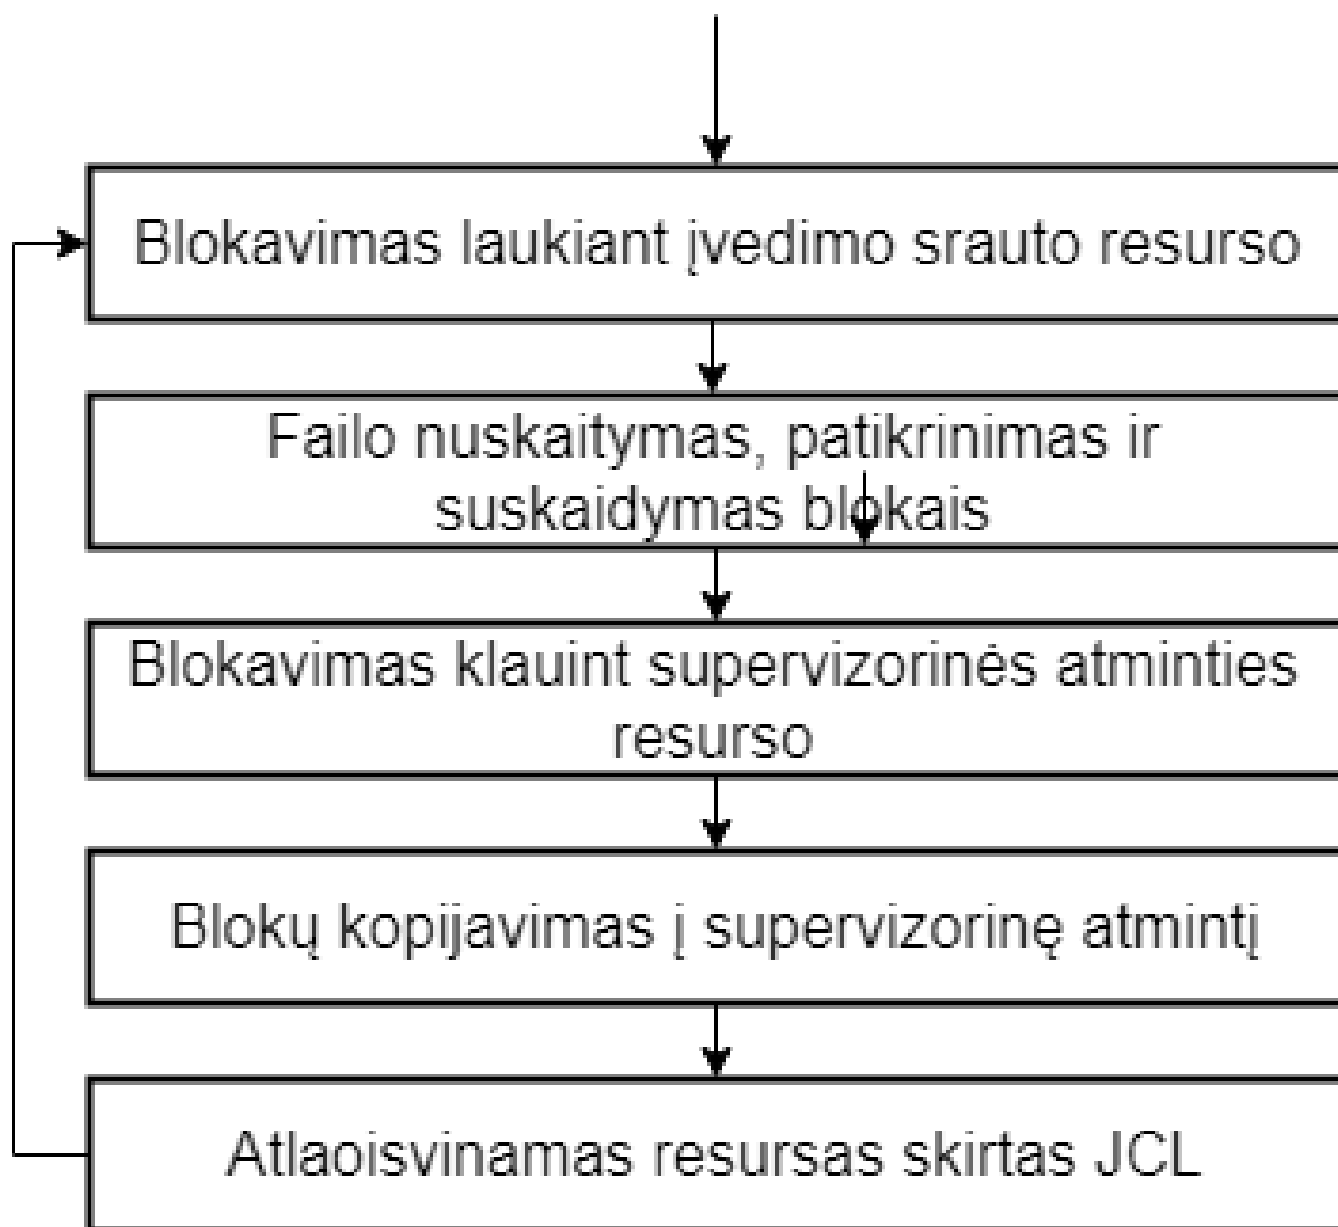 Blokavimas laukiant įvedimo srauto resurso
Failo nuskaitymas, patikrinimas ir
suskaidymas blokais
Blokavimas klauint supervizorinės atminties
resurso
Blokų kopijavimas į supervizorinę atmintį
Atlaoisvinamas resursas skirtas JCL